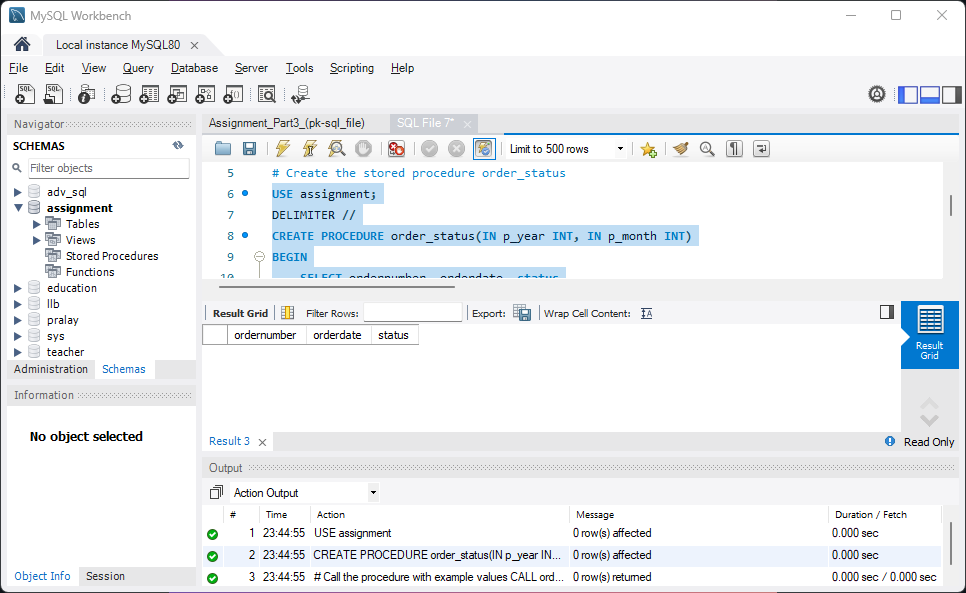 MySQL Workbench
Local instance MySQL80
File Edit View Query Database Server Tools Scripting Help
Navigator
SCHEMAS
Filter objects
adv_sql
assignment
Tables
Views
Stored Procedures
Functions
education
llb
pralay
sys
teacher
Administration Schemas
Information
No object selected
Object Info Session
Assignment_Part3_(pk-sql_file) SQL File 7*
Limit to 500 rows
5 # Create the stored procedure order_status
6 USE assignment;
7 DELIMITER //
8 CREATE PROCEDURE order_status(IN p_year INT, IN p_month INT)
9 BEGIN
10 SELECT ordernumber, orderdate, status
Result Grid Filter Rows: Export: Wrap Cell Content:
ordernumber orderdate status
Result Grid
Result 3 Read Only
Output
Action Output
# Time Action Message Duration / Fetch
1 23:44:55 USE assignment 0 row(s) affected 0.000 sec
2 23:44:55 CREATE PROCEDURE order_status(IN p_year IN... 0 row(s) affected 0.000 sec
3 23:44:55 # Call the procedure with example values CALL ord... 0 row(s) returned 0.000 sec / 0.000 sec